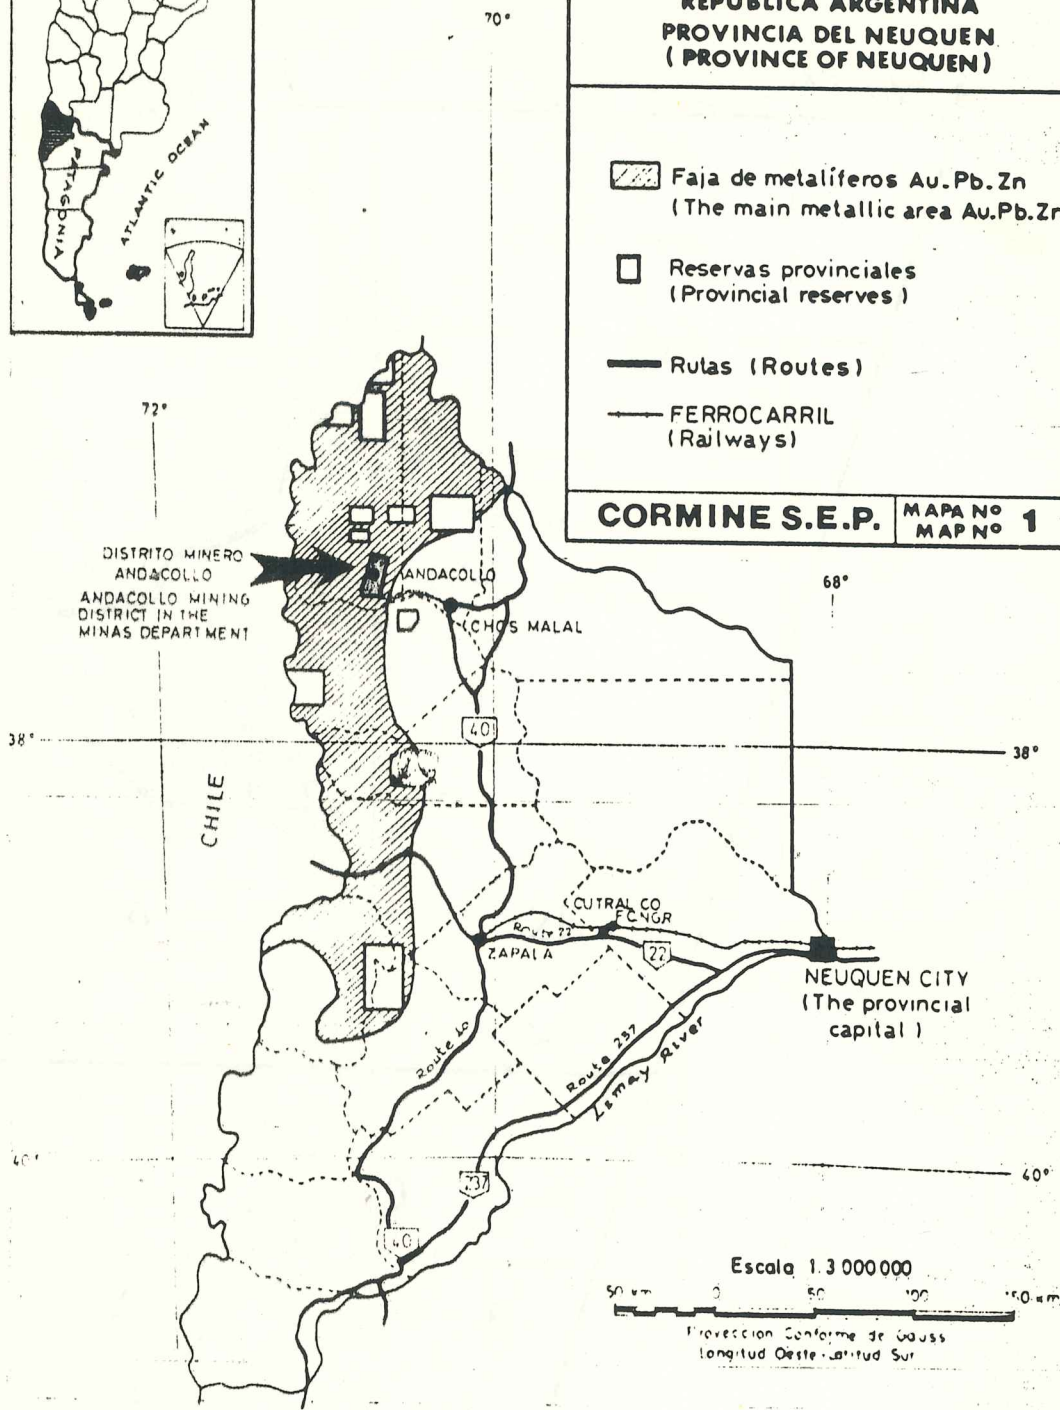 REPUBLICA ARGENTINA
PROVINCIA DEL NEUQUEN
( PROVINCE OF NEUQUEN )
Faja de metalíferos Au.Pb.Zn
(The main metallic area Au.Pb.Zn
Reservas provinciales
(Provincial reserves )
Rutas (Routes)
FERROCARRIL
(Railways)
CORMINE S.E.P.
MAPA Nº
MAP Nº
1
PATAGONIA
ATLANTIC OCEAN
70°
72°
68°
DISTRITO MINERO
ANDACOLLO
ANDACOLLO MINING
DISTRICT IN THE
MINAS DEPARTMENT
ANDACOLLO
CHOS MALAL
40
38°
38°
CHILE
CUTRAL CO
FCNGR
Route 22
ZAPALA
22
NEUQUEN CITY
(The provincial
capital )
Route 40
Route 237
Limay River
40°
40°
237
40
Escala 1.3 000 000
50 km
0
50
100
150 km
Proyeccion Conforme de Gauss
Longitud Oeste-Latitud Sur